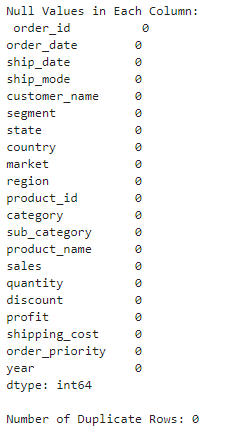 Null Values in Each Column:
 order_id          0
order_date        0
ship_date         0
ship_mode         0
customer_name     0
segment           0
state             0
country           0
market            0
region            0
product_id        0
category          0
sub_category      0
product_name      0
sales             0
quantity          0
discount          0
profit            0
shipping_cost     0
order_priority    0
year              0
dtype: int64

Number of Duplicate Rows: 0